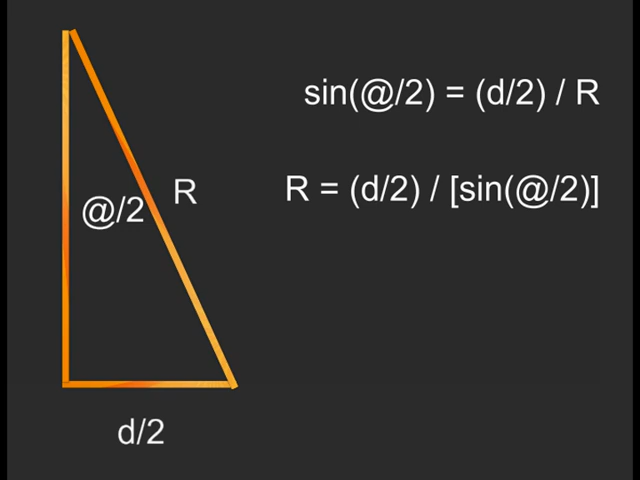 sin(@/2) = (d/2) / R
R
R = (d/2) / [sin(@/2)]
@/2
d/2